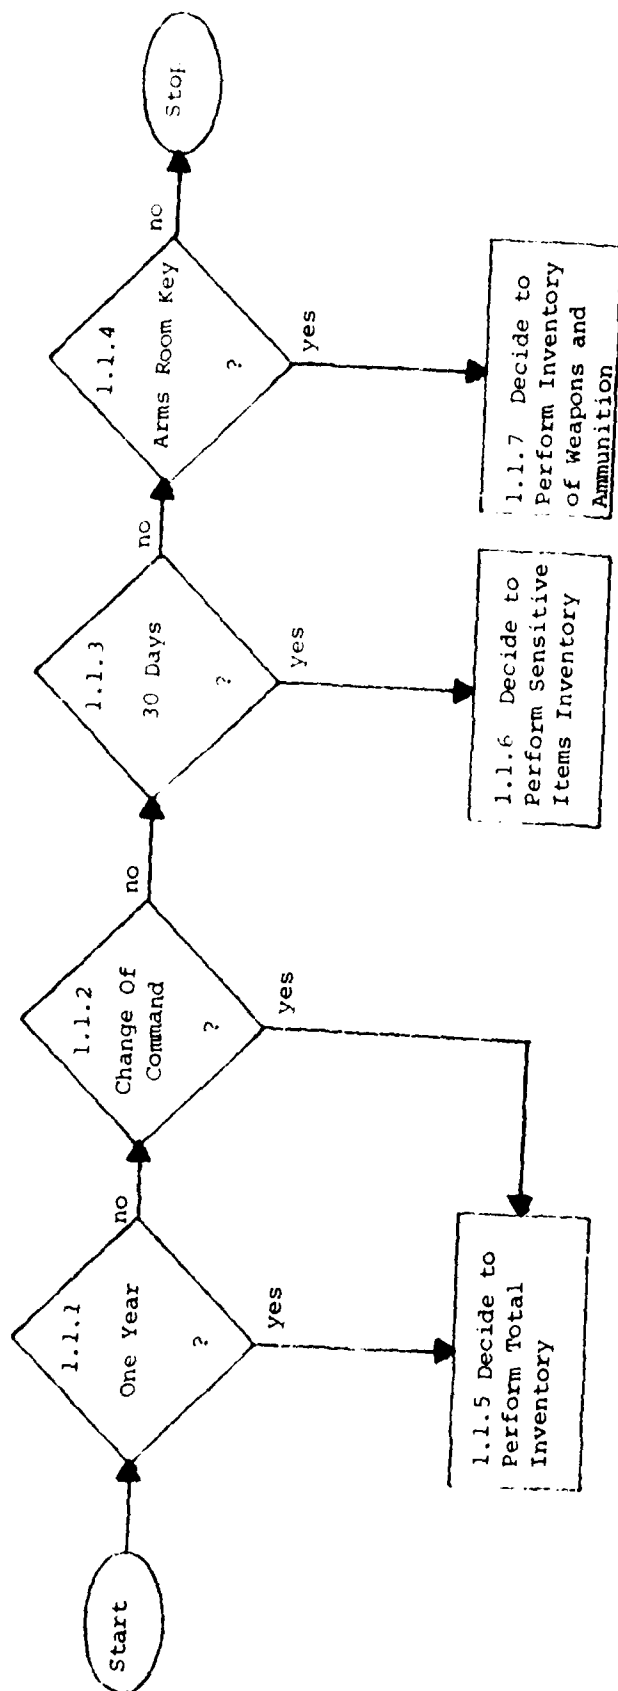 Start
1.1.1
One Year
?
no
yes
1.1.2
Change Of
Command
?
no
yes
1.1.3
30 Days
?
no
yes
1.1.4
Arms Room Key
?
no
yes
Stop
1.1.5 Decide to
Perform Total
Inventory
1.1.6 Decide to
Perform Sensitive
Items Inventory
1.1.7 Decide to
Perform Inventory
of Weapons and
Ammunition